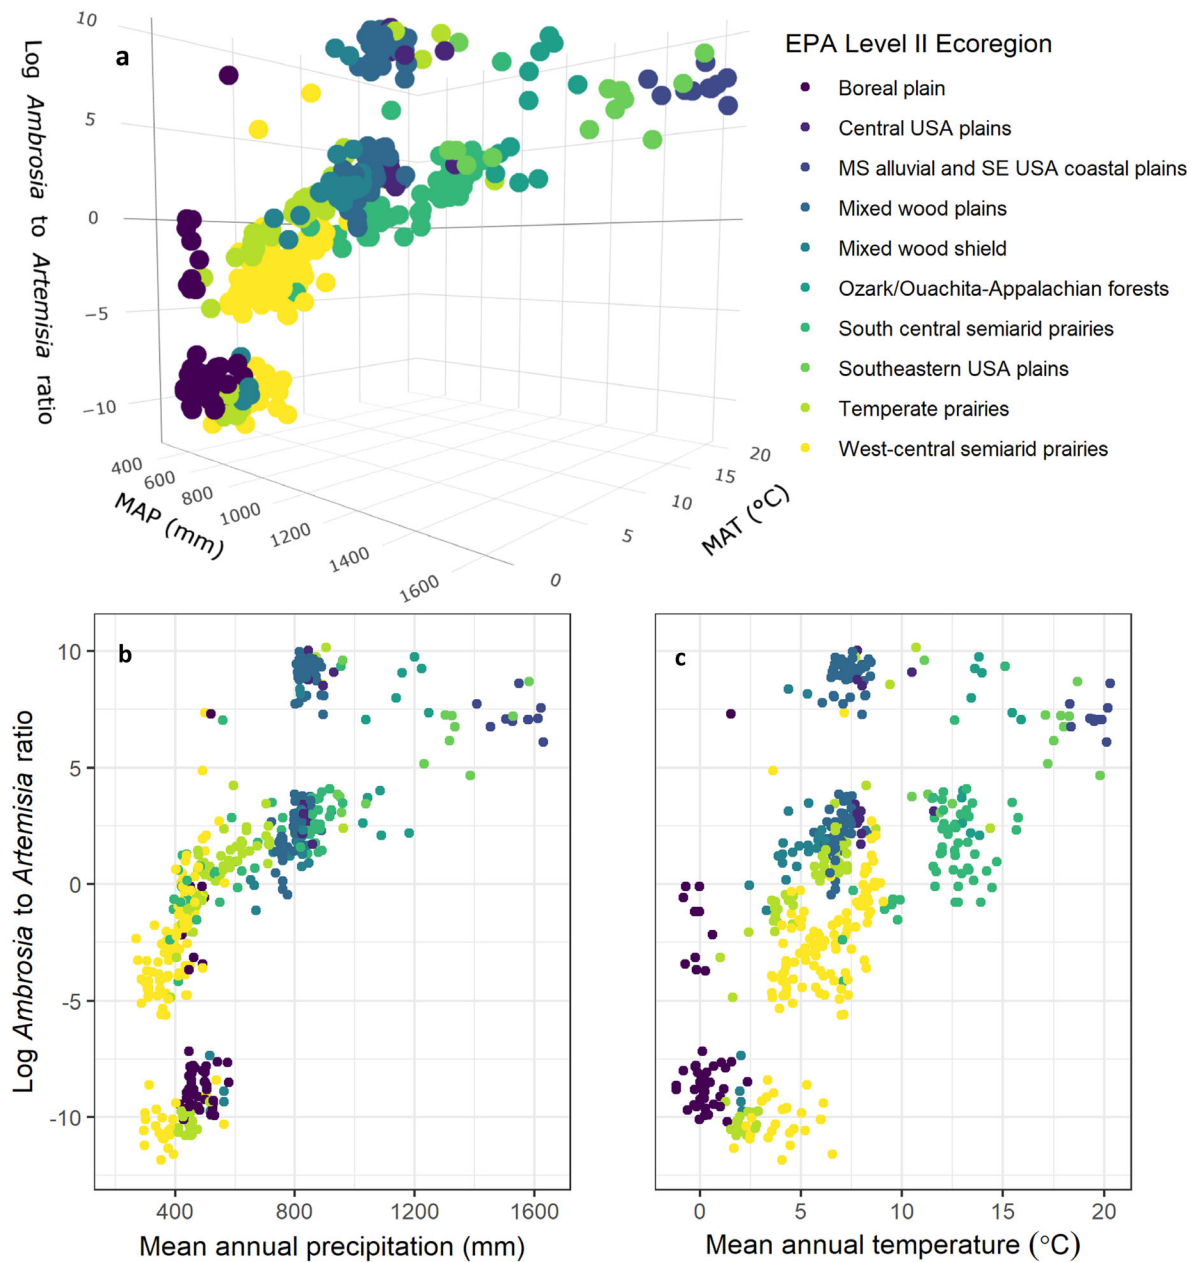 a
Log Ambrosia to Artemisia ratio
10
5
0
−5
−10
400
600
800
1000
1200
1400
1600
MAP (mm)
0
5
10
15
20
MAT (°C)
EPA Level II Ecoregion
Boreal plain
Central USA plains
MS alluvial and SE USA coastal plains
Mixed wood plains
Mixed wood shield
Ozark/Ouachita-Appalachian forests
South central semiarid prairies
Southeastern USA plains
Temperate prairies
West-central semiarid prairies
b
Log Ambrosia to Artemisia ratio
10
5
0
-5
-10
400 800 1200 1600
Mean annual precipitation (mm)
c
0 5 10 15 20
Mean annual temperature (°C)